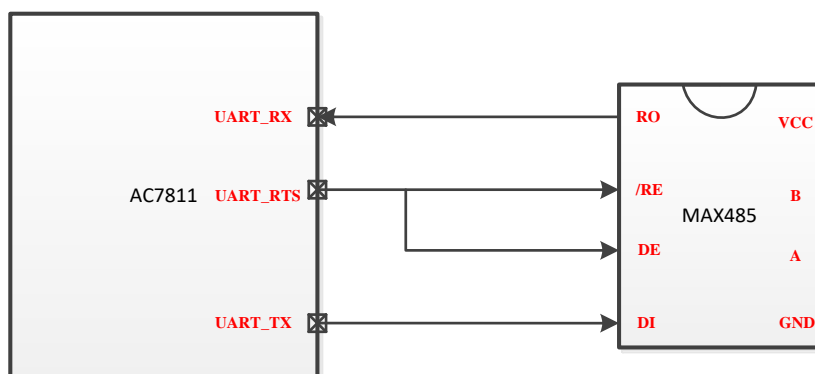 UART_RX
RO
VCC
AC7811
UART_RTS
/RE
B
MAX485
DE
A
UART_TX
DI
GND